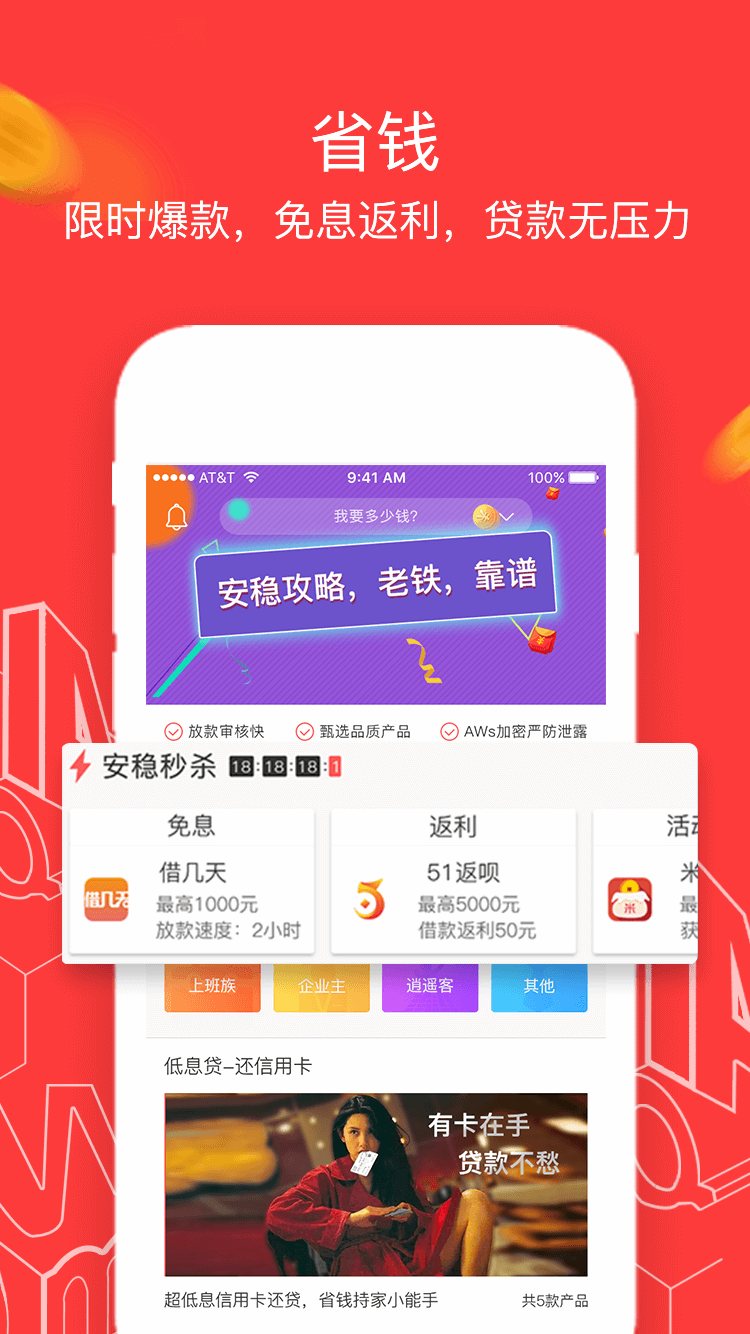 省钱
限时爆款，免息返利，贷款无压力
AT&T 9:41 AM 100%
我要多少钱?
安稳攻略，老铁，靠谱
放款审核快 甄选品质产品 AWs加密严防泄露
安稳秒杀 18:18:18:1
免息 返利 活
借几天 51返呗 米
借几天 最高1000元 最高5000元 米 最
放款速度：2小时 借款返利50元 获
上班族 企业主 逍遥客 其他
低息贷-还信用卡
有卡在手
贷款不愁
超低息信用卡还贷，省钱持家小能手 共5款产品